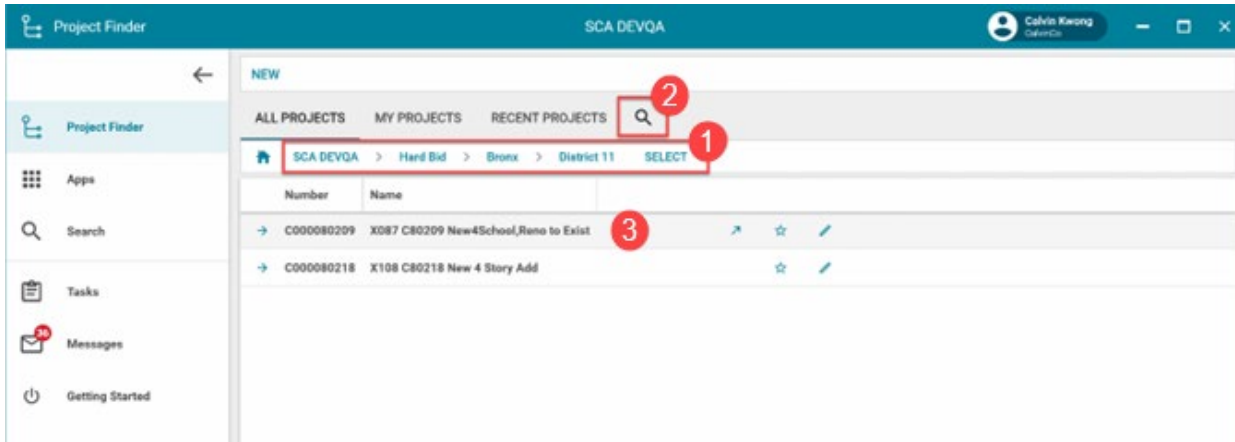 Project Finder
SCA DEVQA
Calvin Kwong
CalvinCo
NEW
Project Finder
Apps
Search
Tasks
36
Messages
Getting Started
ALL PROJECTS MY PROJECTS RECENT PROJECTS
2
SCA DEVQA > Hard Bid > Bronx > District 11 SELECT
1
Number Name
C000080209 X087 C80209 New4School,Reno to Exist
3
C000080218 X108 C80218 New 4 Story Add